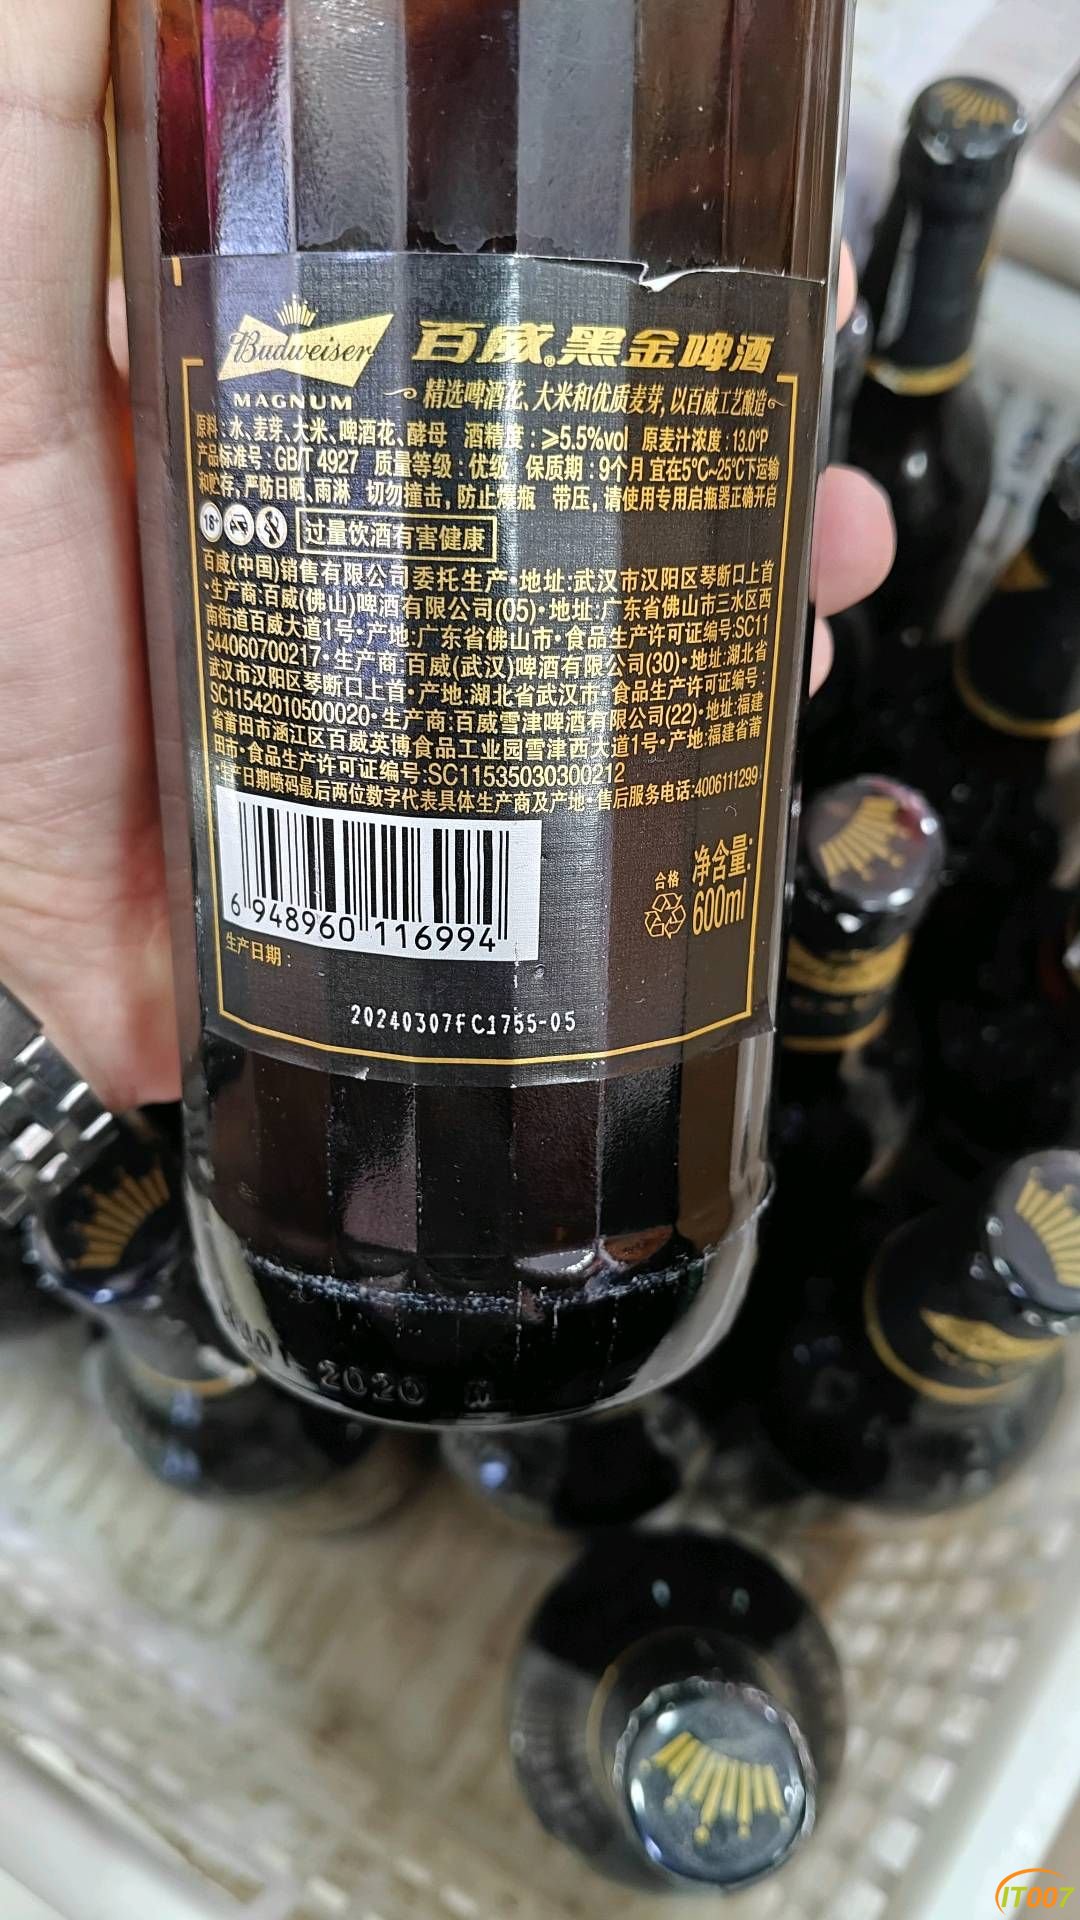 Budweiser
MAGNUM
百威®黑金啤酒
精选啤酒花、大米和优质麦芽,以百威工艺酿造
原料:水、麦芽、大米、啤酒花、酵母 酒精度:≥5.5%vol 原麦汁浓度:13.0°P
产品标准号:GB/T 4927 质量等级:优级 保质期:9个月 宜在5℃~25℃下运输
和贮存,严防日晒、雨淋 切勿撞击,防止爆瓶 带压,请使用专用启瓶器正确开启
18+
过量饮酒有害健康
百威(中国)销售有限公司委托生产·地址:武汉市汉阳区琴断口上首
·生产商:百威(佛山)啤酒有限公司(05)·地址:广东省佛山市三水区西
南街道百威大道1号·产地:广东省佛山市·食品生产许可证编号:SC11
544060700217·生产商:百威(武汉)啤酒有限公司(30)·地址:湖北省
武汉市汉阳区琴断口上首·产地:湖北省武汉市·食品生产许可证编号:
SC11542010500020·生产商:百威雪津啤酒有限公司(22)·地址:福建
省莆田市涵江区百威英博食品工业园雪津西大道1号·产地:福建省莆
田市·食品生产许可证编号:SC11535030300212
·生产日期喷码最后两位数字代表具体生产商及产地·售后服务电话:4006111299
6 948960 116994
合格
净含量:
600ml
生产日期:
20240307FC1755-05
2020
IT007